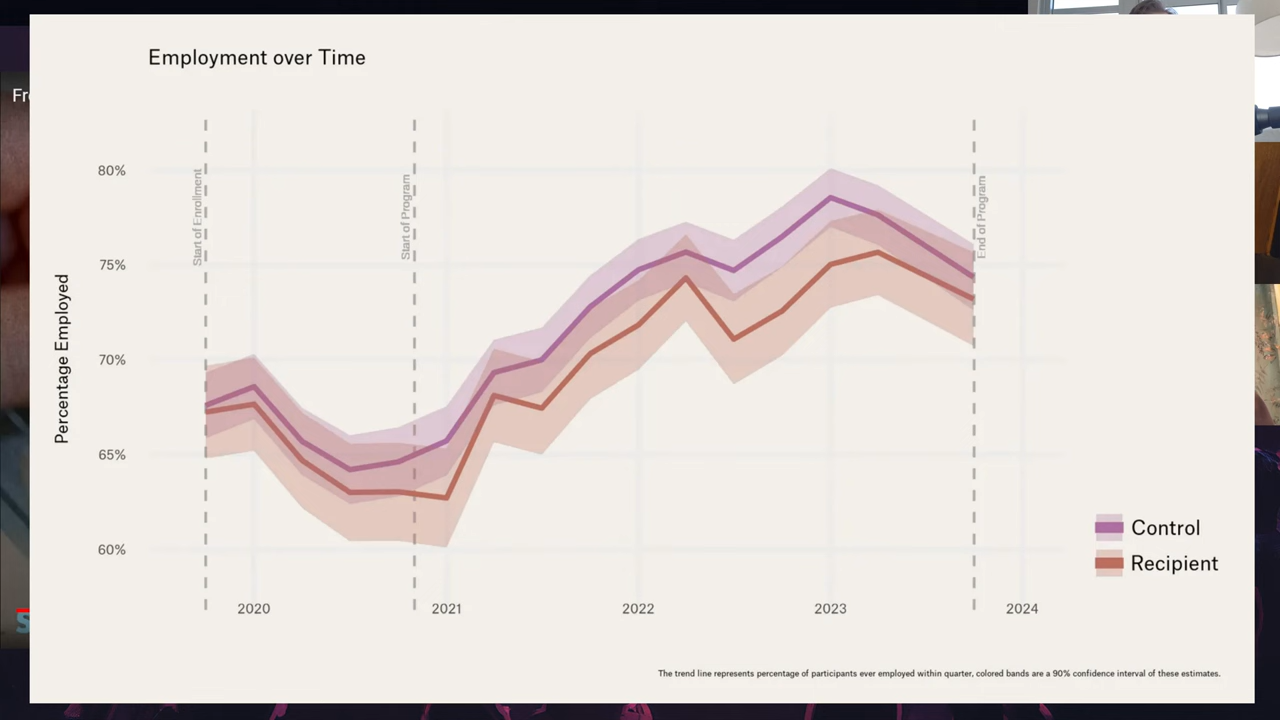 Employment over Time
Fr
80%
75%
70%
65%
60%
Percentage Employed
Start of Enrollment
Start of Program
End of Program
Control
Recipient
2020
2021
2022
2023
2024
The trend line represents percentage of participants ever employed within quarter, colored bands are a 90% confidence interval of these estimates.